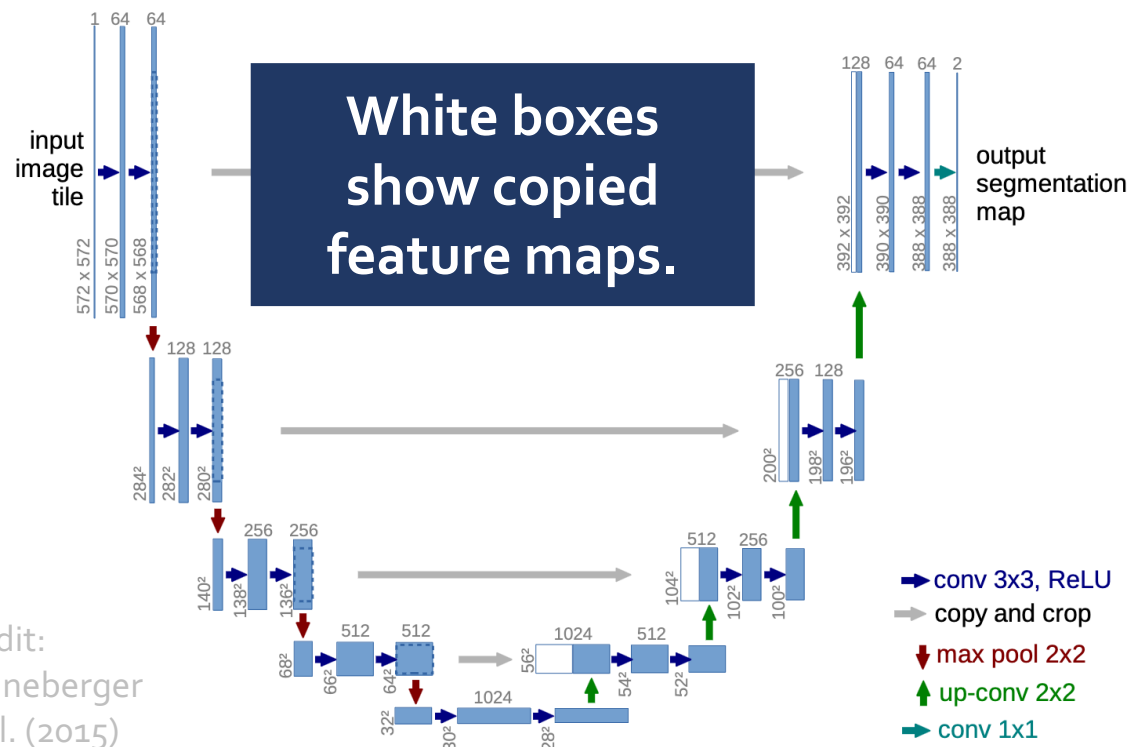 1 64 64
128 64 64 2
White boxes
show copied
feature maps.
input
image
tile
output
segmentation
map
572 x 572
570 x 570
568 x 568
392 x 392
390 x 390
388 x 388
388 x 388
128 128
256 128
284²
282²
280²
200²
198²
196²
256 256
512 256
140²
138²
136²
104²
102²
100²
conv 3x3, ReLU
copy and crop
max pool 2x2
up-conv 2x2
conv 1x1
512 512
1024 512
68²
66²
64²
56²
54²
52²
1024
32²
30²
28²
dit:
neberger
l. (2015)